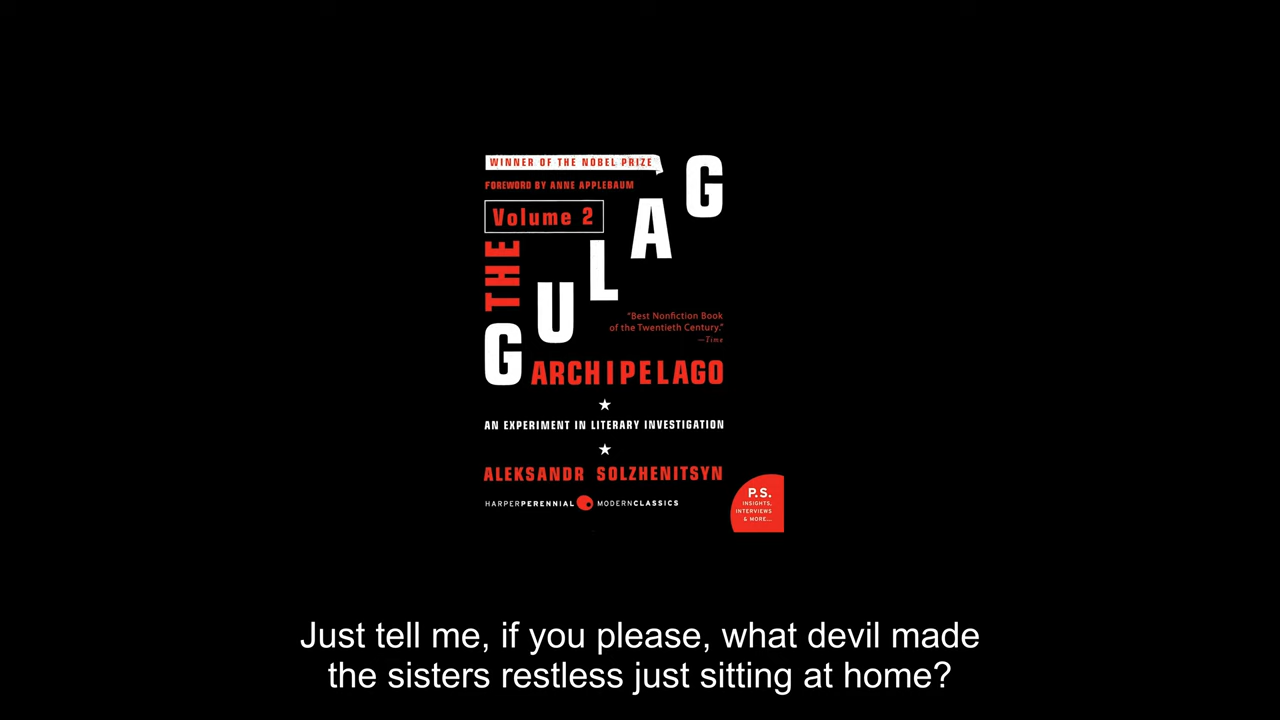 WINNER OF THE NOBEL PRIZE
FOREWORD BY ANNE APPLEBAUM
Volume 2
THE
GULAG
"Best Nonfiction Book
of the Twentieth Century."
—Time
ARCHIPELAGO
AN EXPERIMENT IN LITERARY INVESTIGATION
ALEKSANDR SOLZHENITSYN
HARPERPERENNIAL MODERNCLASSICS
P.S.
INSIGHTS,
INTERVIEWS
& MORE...
Just tell me, if you please, what devil made
the sisters restless just sitting at home?